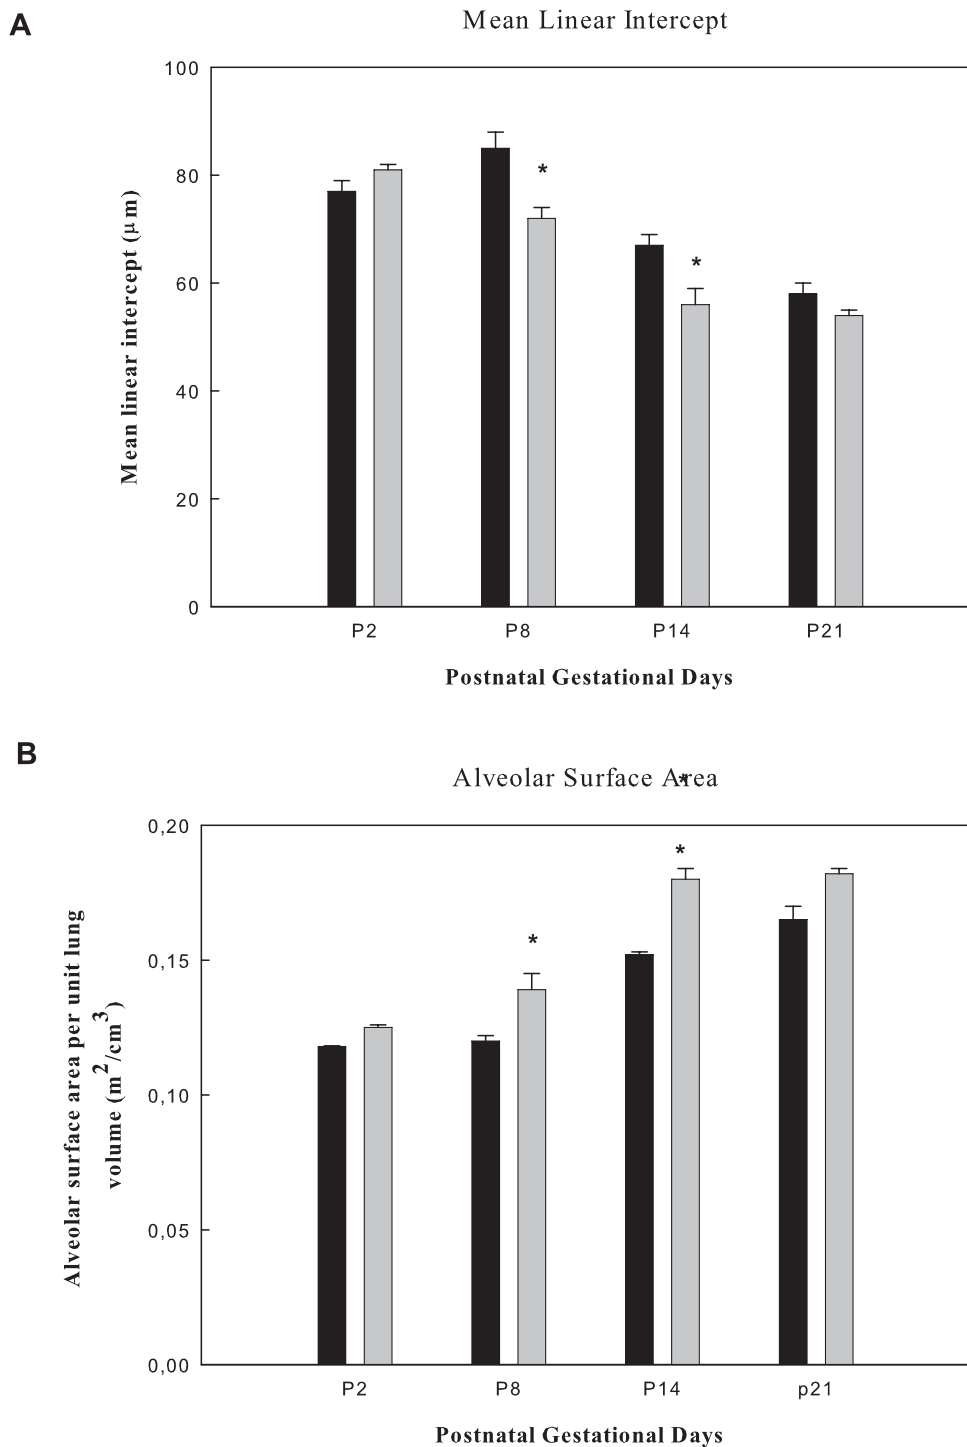 A
Mean Linear Intercept
100
80
60
40
20
0
Mean linear intercept (μm)
*
*
P2 P8 P14 P21
Postnatal Gestational Days
B
Alveolar Surface Area
*
0,20
0,15
0,10
0,05
0,00
Alveolar surface area per unit lung
volume (m²/cm³)
*
*
P2 P8 P14 p21
Postnatal Gestational Days